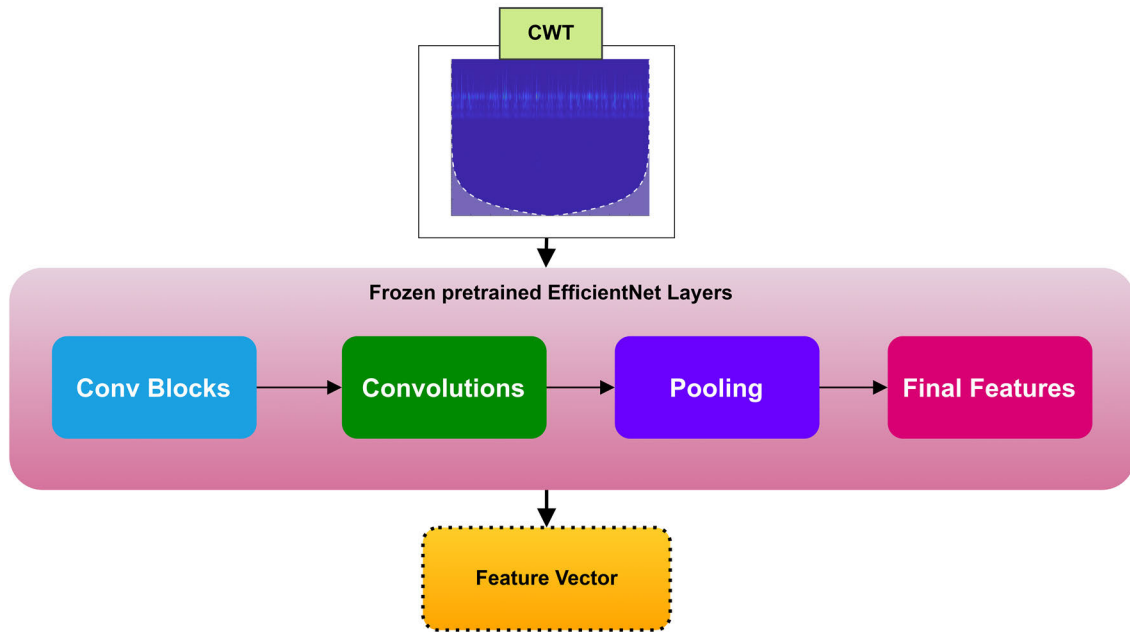 CWT
Frozen pretrained EfficientNet Layers
Conv Blocks
Convolutions
Pooling
Final Features
Feature Vector